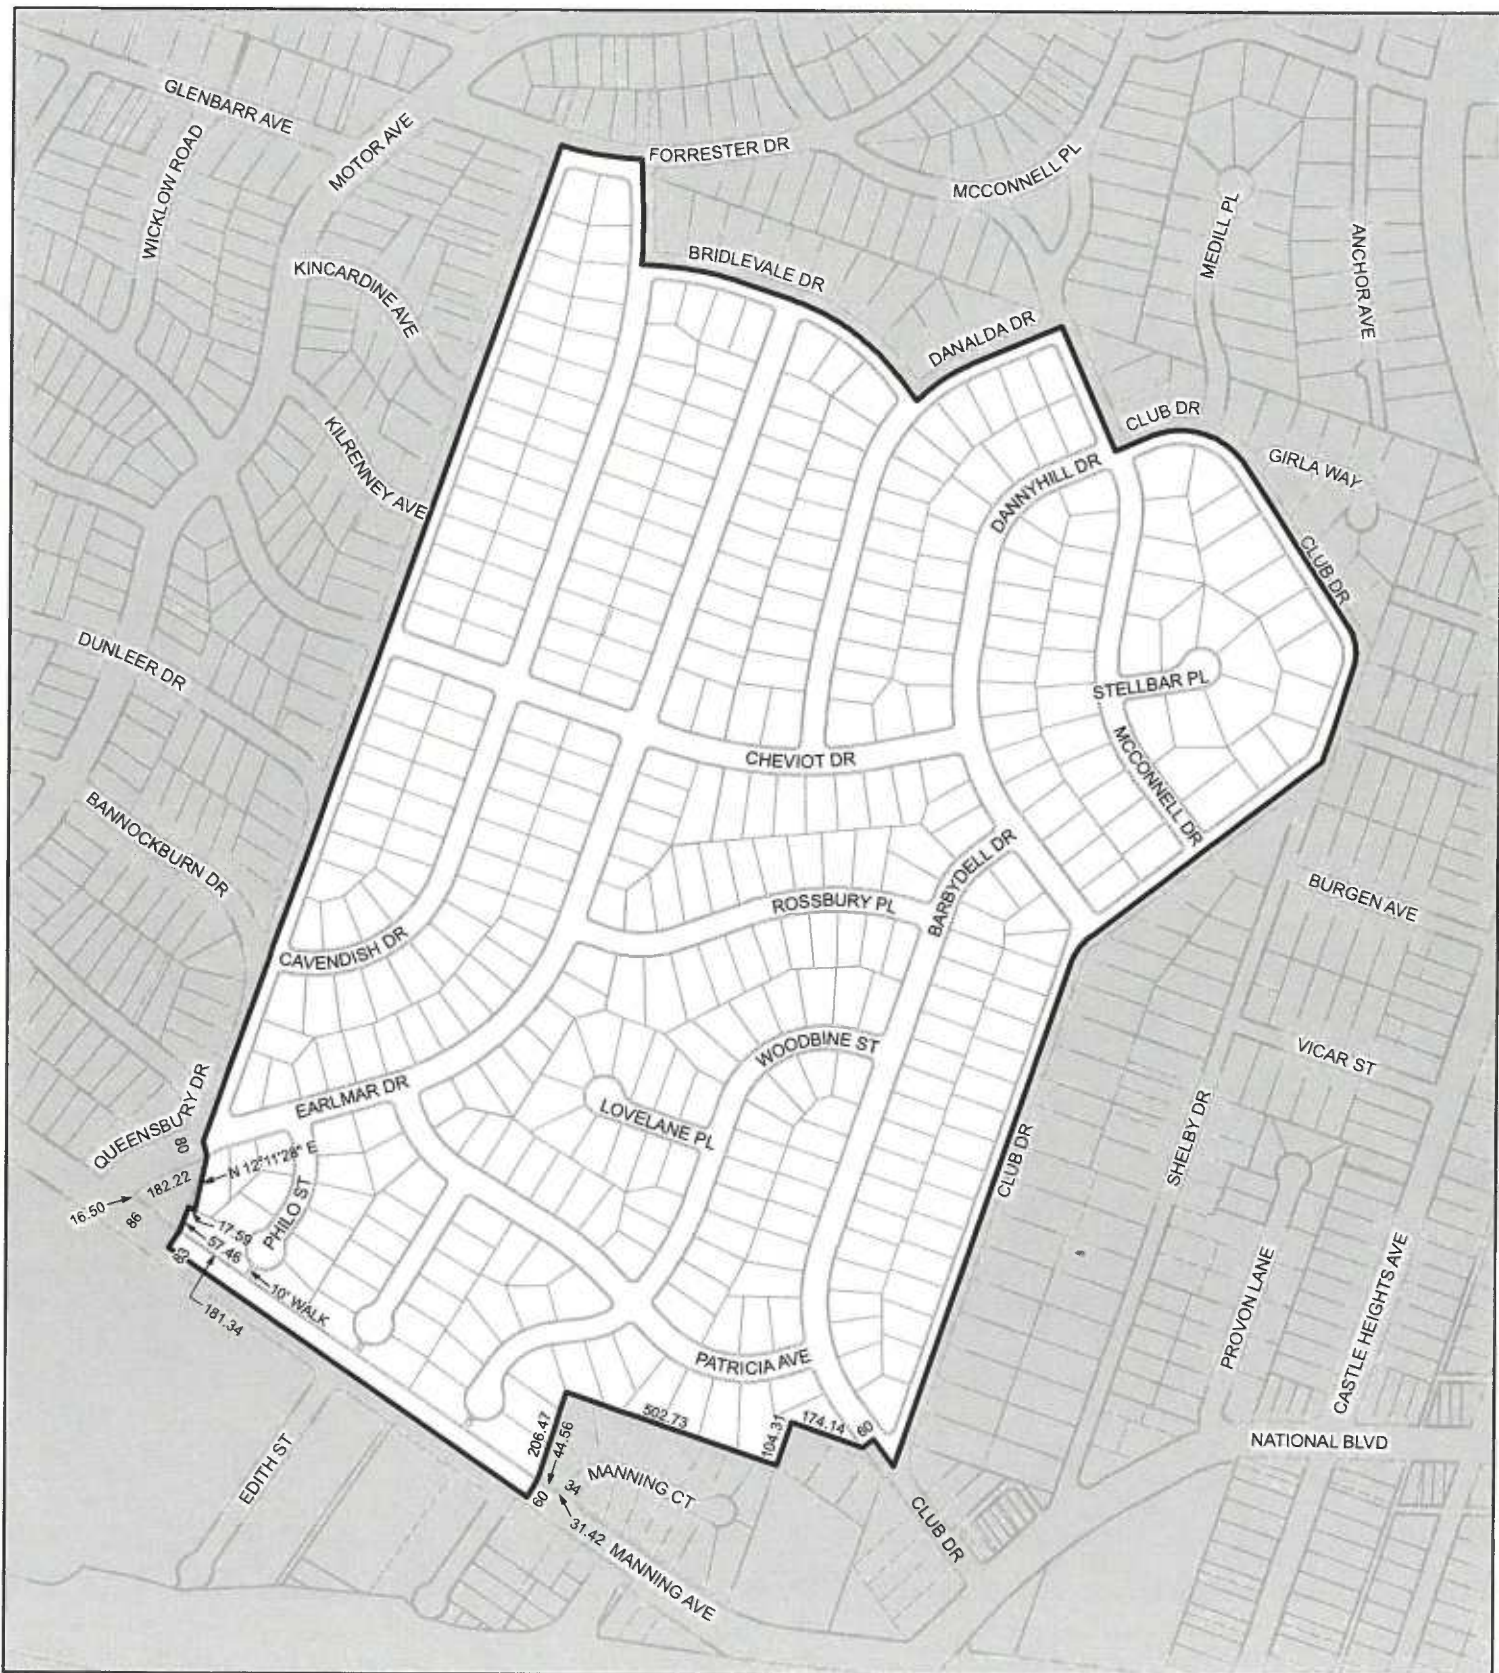 GLENBARR AVE
WICKLOW ROAD
MOTOR AVE
FORRESTER DR
MCCONNELL PL
MEDILL PL
ANCHOR AVE
KINCARDINE AVE
BRIDLEVALE DR
DANALDA DR
CLUB DR
GIRLA WAY
KILRENNEY AVE
DANNYHILL DR
CLUB DR
DUNLEER DR
STELLBAR PL
MCCONNELL DR
CHEVIOT DR
BANNOCKBURN DR
BARBYDELL DR
ROSSBURY PL
BURGEN AVE
CAVENDISH DR
WOODBINE ST
VICAR ST
EARLMAR DR
LOVELANE PL
QUEENSBURY DR
80
N 12°11'28" E
182.22
16.50
86
SHELBY DR
CLUB DR
PHILO ST
17.59
57.46
83
10' WALK
181.34
PROVON LANE
CASTLE HEIGHTS AVE
PATRICIA AVE
206.47
44.56
502.73
104.31
174.14
60
NATIONAL BLVD
EDITH ST
MANNING CT
34
60
31.42
MANNING AVE
CLUB DR